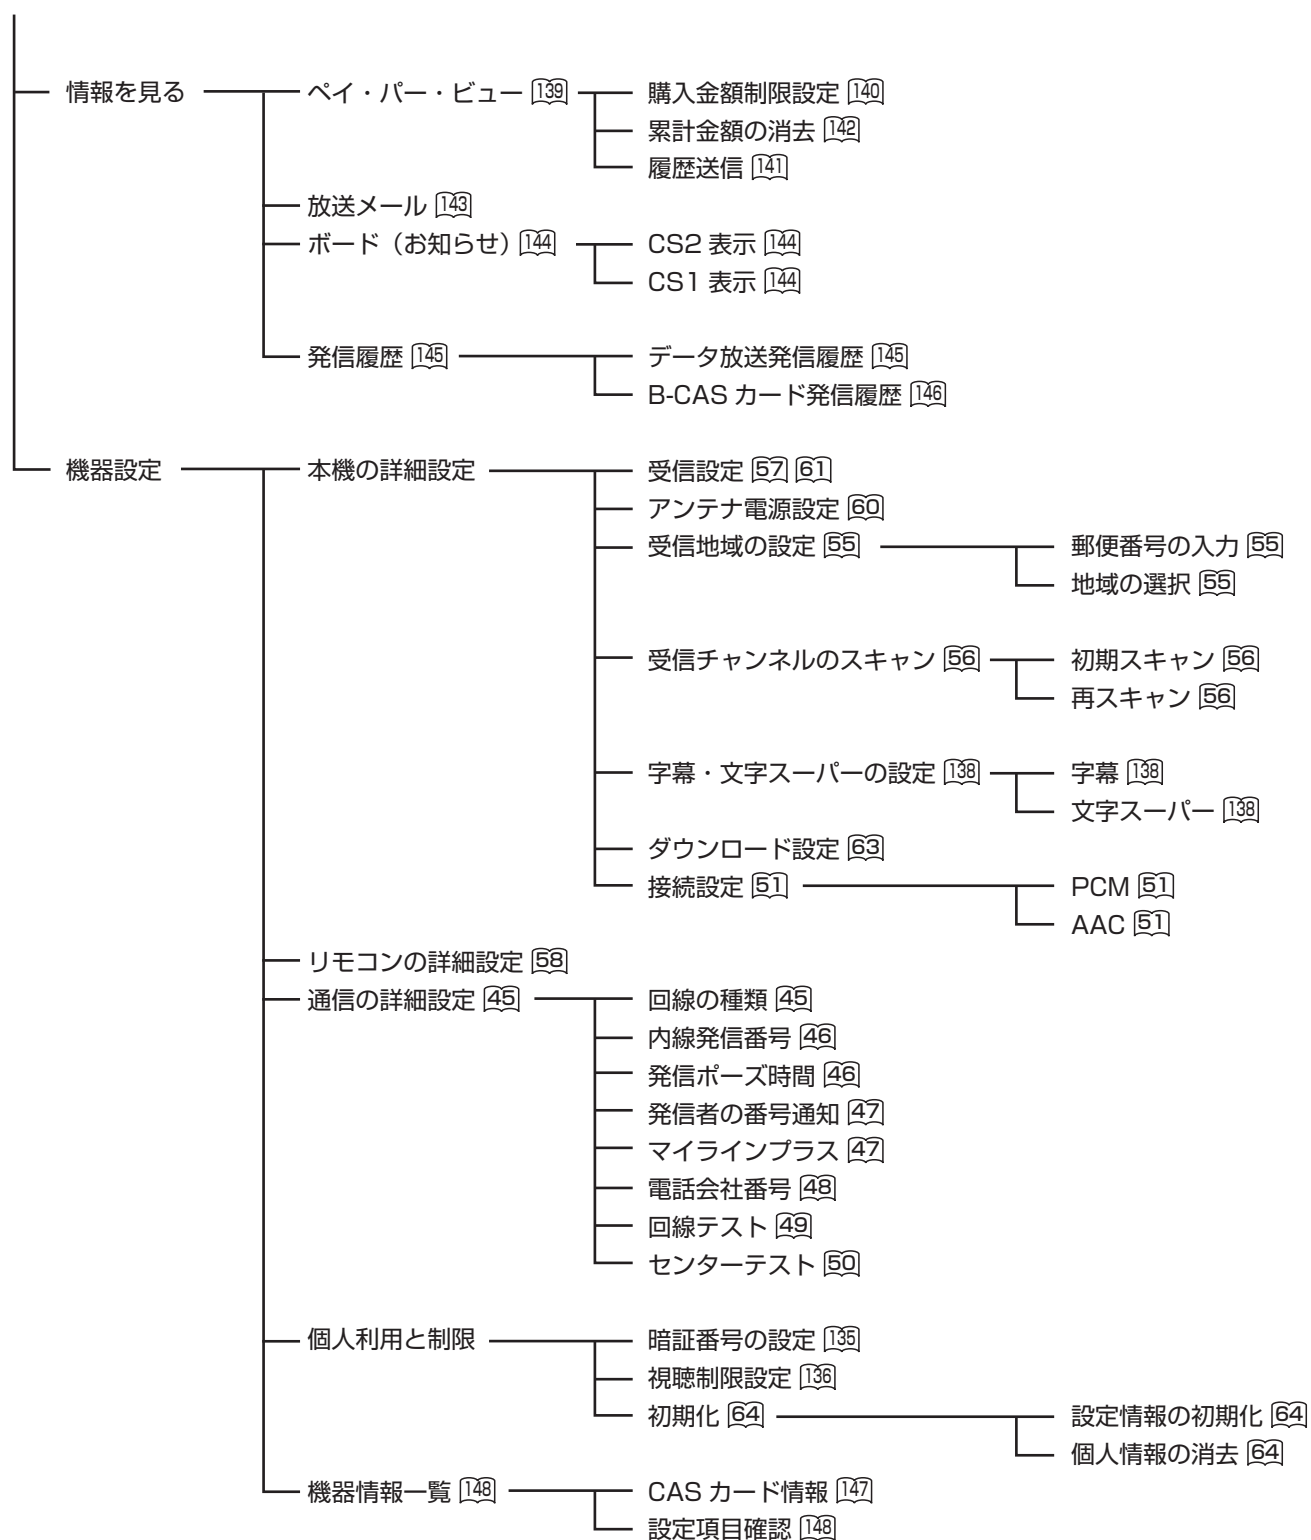 情報を見る ペイ・パー・ビュー 139 購入金額制限設定 140
累計金額の消去 142
履歴送信 141
放送メール 143
ボード（お知らせ） 144 CS2 表示 144
CS1 表示 144
発信履歴 145 データ放送発信履歴 145
B-CAS カード発信履歴 146
機器設定 本機の詳細設定 受信設定 57 61
アンテナ電源設定 60
受信地域の設定 55 郵便番号の入力 55
地域の選択 55
受信チャンネルのスキャン 56 初期スキャン 56
再スキャン 56
字幕・文字スーパーの設定 138 字幕 138
文字スーパー 138
ダウンロード設定 63
接続設定 51 PCM 51
AAC 51
リモコンの詳細設定 58
通信の詳細設定 45 回線の種類 45
内線発信番号 46
発信ポーズ時間 46
発信者の番号通知 47
マイラインプラス 47
電話会社番号 48
回線テスト 49
センターテスト 50
個人利用と制限 暗証番号の設定 135
視聴制限設定 136
初期化 64 設定情報の初期化 64
個人情報の消去 64
機器情報一覧 148 CAS カード情報 147
設定項目確認 148